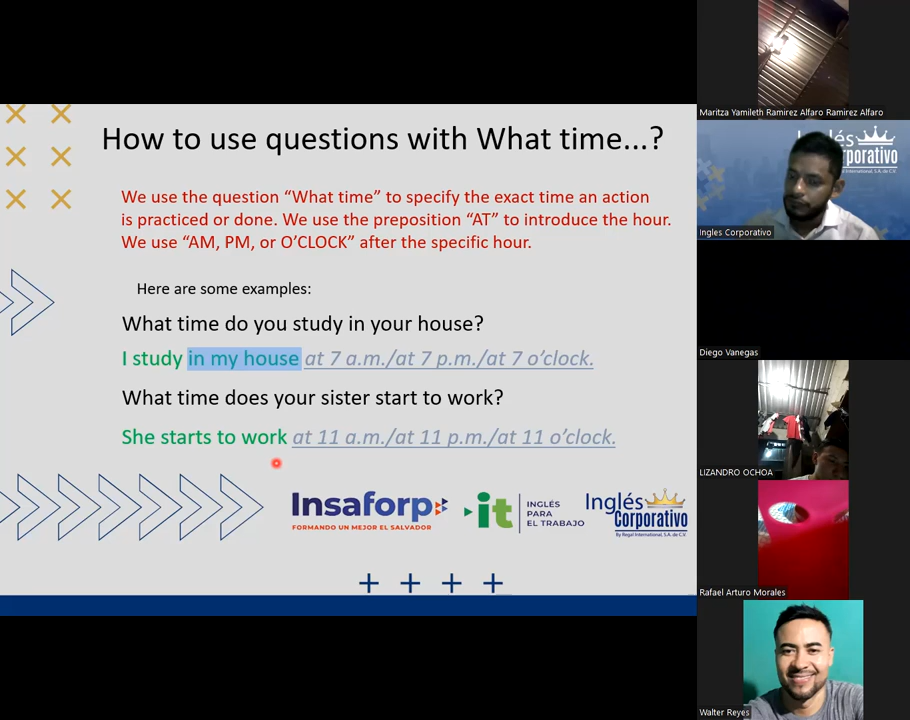 How to use questions with What time...?
We use the question “What time” to specify the exact time an action
is practiced or done. We use the preposition “AT” to introduce the hour.
We use “AM, PM, or O’CLOCK” after the specific hour.
Here are some examples:
What time do you study in your house?
I study in my house at 7 a.m./at 7 p.m./at 7 o’clock.
What time does your sister start to work?
She starts to work at 11 a.m./at 11 p.m./at 11 o’clock.
Insaforp
FORMANDO UN MEJOR EL SALVADOR
it
INGLÉS
PARA
EL TRABAJO
Inglés
Corporativo
By Regal International, S.A. de C.V.
Maritza Yamileth Ramirez Alfaro Ramirez Alfaro
Ingles Corporativo
Diego Vanegas
LIZANDRO OCHOA
Rafael Arturo Morales
Walter Reyes